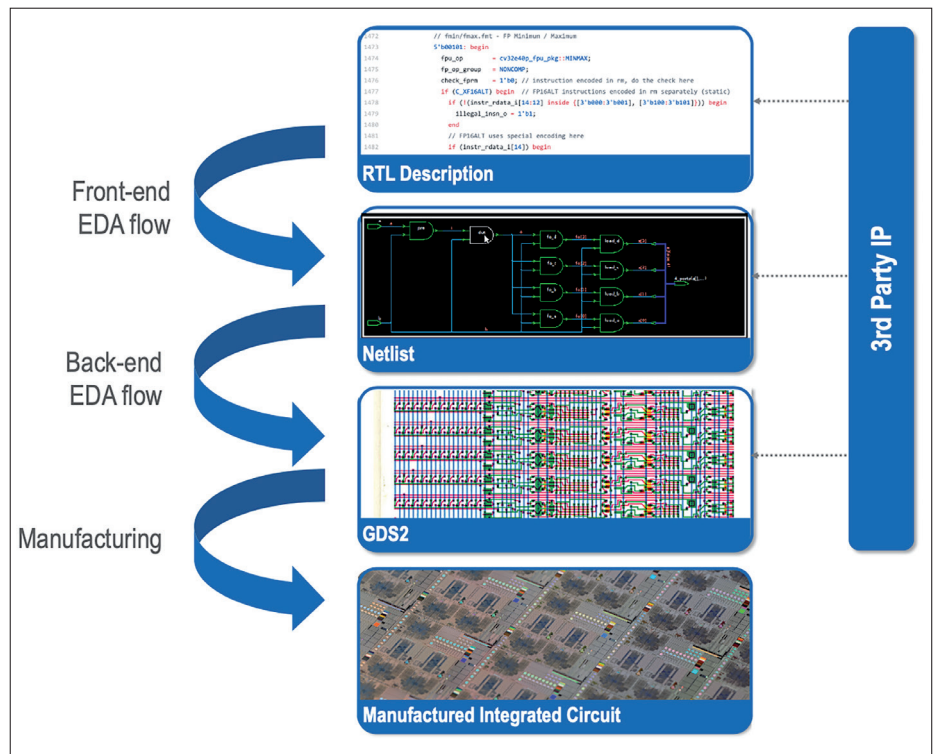 1472 // fmin/fmax.fmt - FP Minimum / Maximum
1473 5'b00101: begin
1474 fpu_op = cv32e40p_fpu_pkg::MINMAX;
1475 fp_op_group = NONCOMP;
1476 check_fprm = 1'b0; // instruction encoded in rm, do the check here
1477 if (C_XF16ALT) begin // FP16ALT instructions encoded in rm separately (static)
1478 if (!(instr_rdata_i[14:12] inside {[3'b000:3'b001], [3'b100:3'b101]})) begin
1479 illegal_insn_o = 1'b1;
1480 end
1481 // FP16ALT uses special encoding here
1482 if (instr_rdata_i[14]) begin
RTL Description
Front-end
EDA flow
Netlist
Back-end
EDA flow
GDS2
Manufacturing
Manufactured Integrated Circuit
3rd Party IP